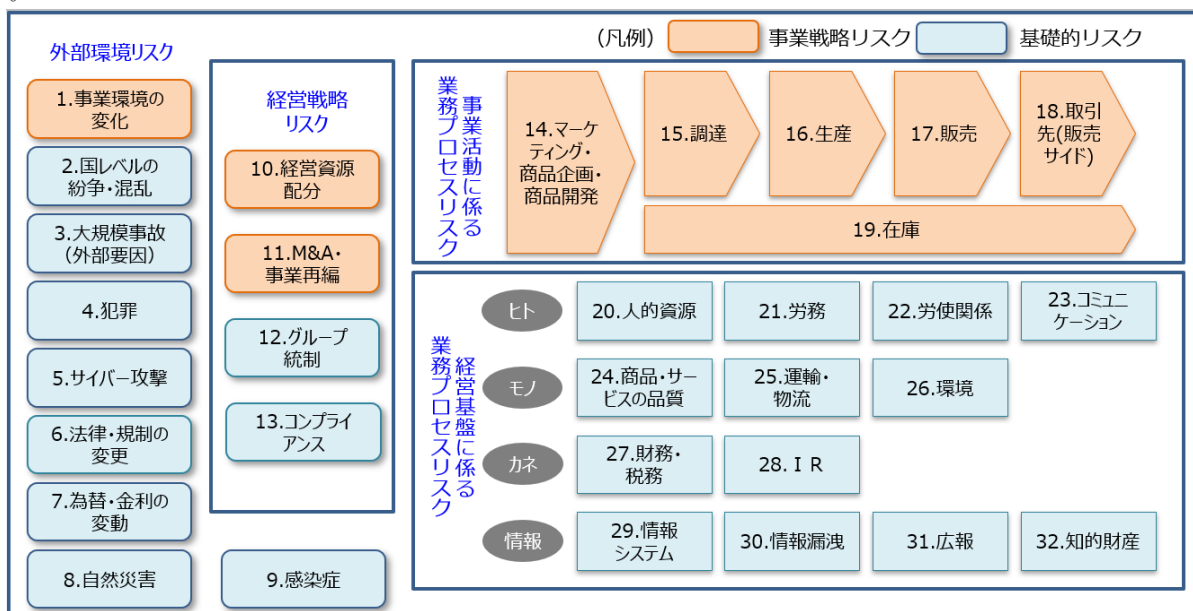 (凡例)
事業戦略リスク
基礎的リスク
外部環境リスク
1.事業環境の
変化
2.国レベルの
紛争・混乱
3.大規模事故
(外部要因)
4.犯罪
5.サイバー攻撃
6.法律・規制の
変更
7.為替・金利の
変動
8.自然災害
9.感染症
経営戦略
リスク
10.経営資源
配分
11.M&A・
事業再編
12.グループ
統制
13.コンプライ
アンス
事業活動に係る
業務プロセスリスク
14.マーケ
ティング・
商品企画・
商品開発
15.調達
16.生産
17.販売
18.取引
先(販売
サイド)
19.在庫
経営基盤に係る
業務プロセスリスク
ヒト
20.人的資源
21.労務
22.労使関係
23.コミュニ
ケーション
モノ
24.商品・サー
ビスの品質
25.運輸・
物流
26.環境
カネ
27.財務・
税務
28.IR
情報
29.情報
システム
30.情報漏洩
31.広報
32.知的財産